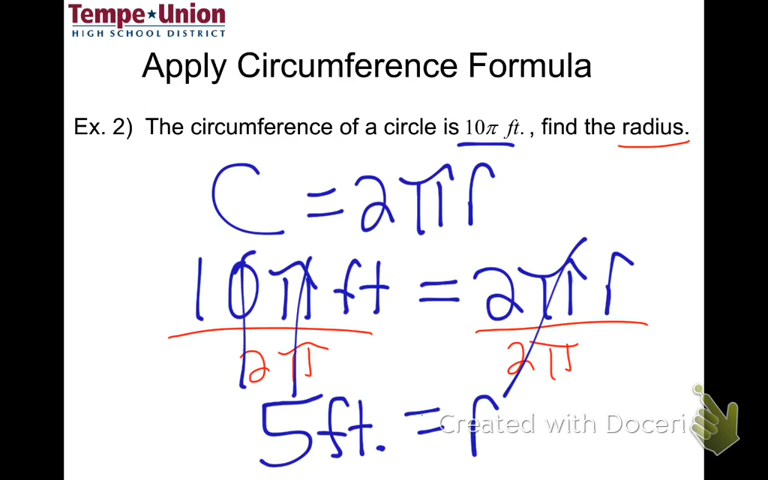 Tempe★Union
HIGH SCHOOL DISTRICT
Apply Circumference Formula
Ex. 2) The circumference of a circle is 10π ft. , find the radius.
C = 2πr
10π ft = 2πr
2π 2π
5ft. = r
Created with Doceri